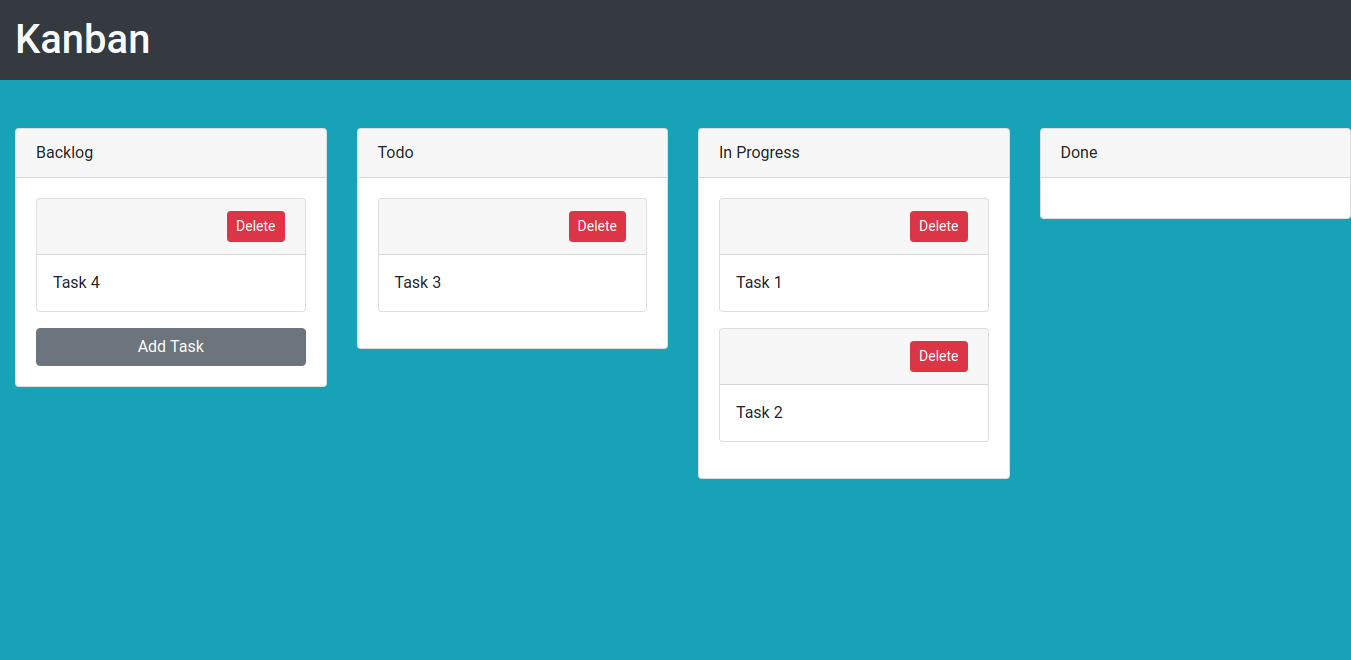 Kanban
Backlog
Delete
Task 4
Add Task
Todo
Delete
Task 3
In Progress
Delete
Task 1
Delete
Task 2
Done